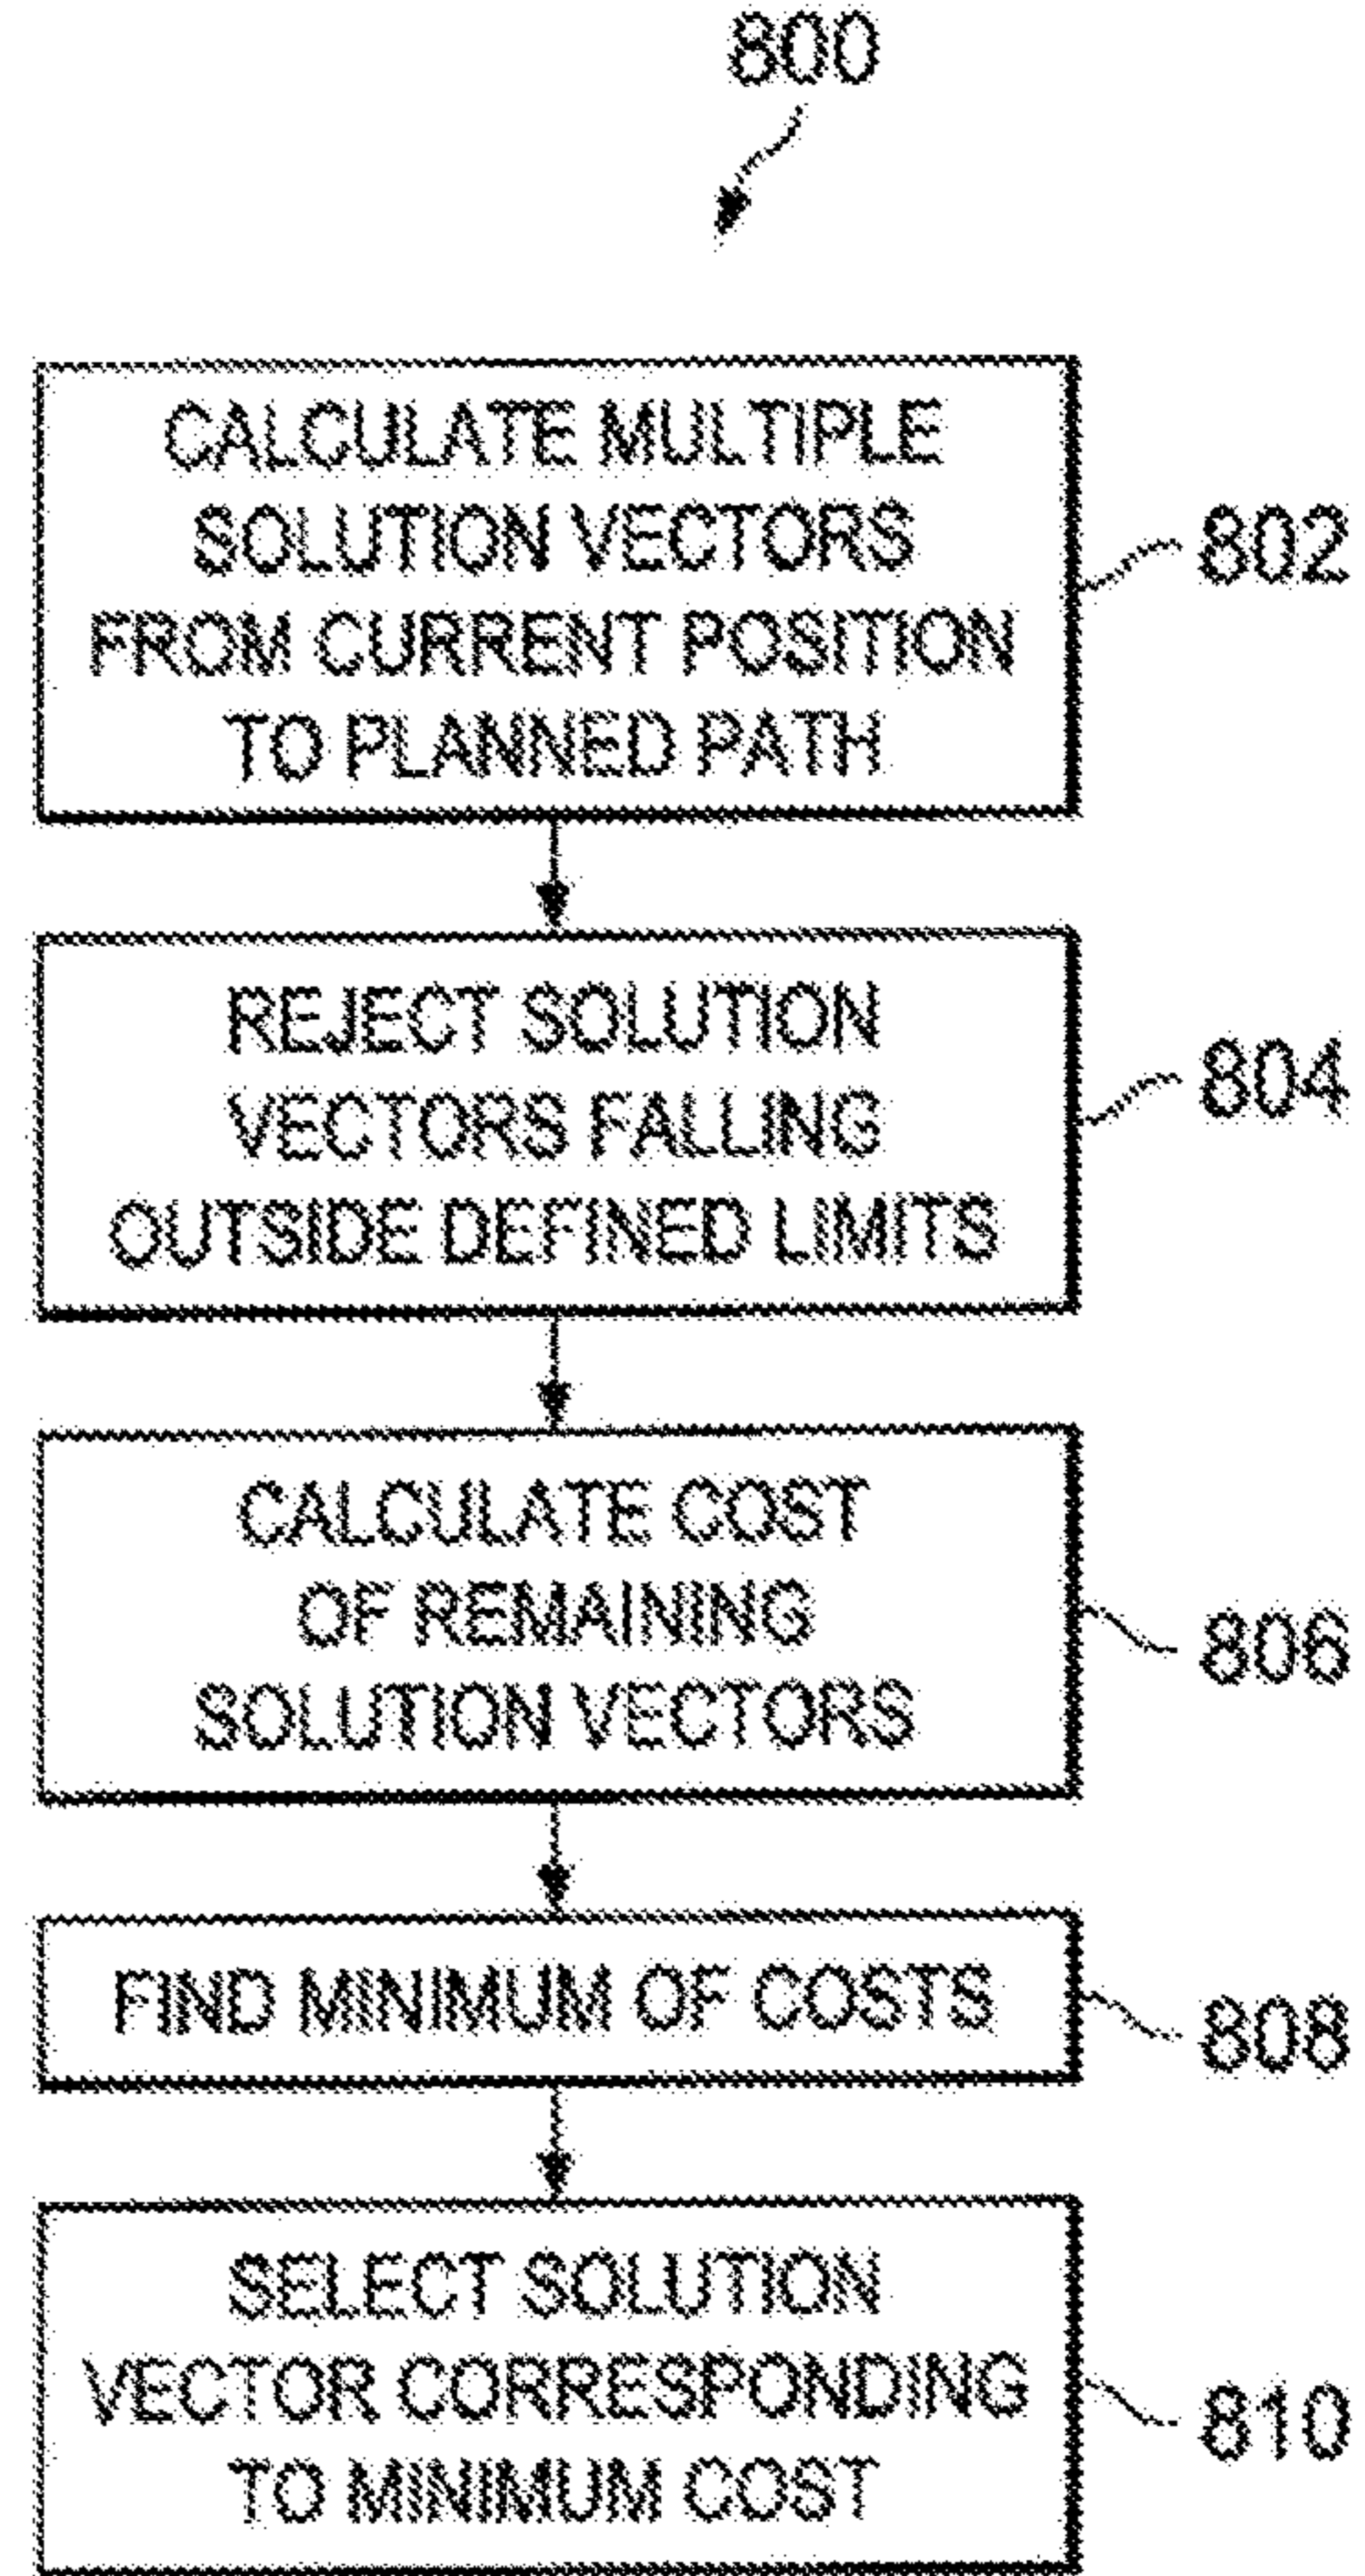 800
CALCULATE MULTIPLE
SOLUTION VECTORS
FROM CURRENT POSITION
TO PLANNED PATH
802
REJECT SOLUTION
VECTORS FALLING
OUTSIDE DEFINED LIMITS
804
CALCULATE COST
OF REMAINING
SOLUTION VECTORS
806
FIND MINIMUM OF COSTS
808
SELECT SOLUTION
VECTOR CORRESPONDING
TO MINIMUM COST
810